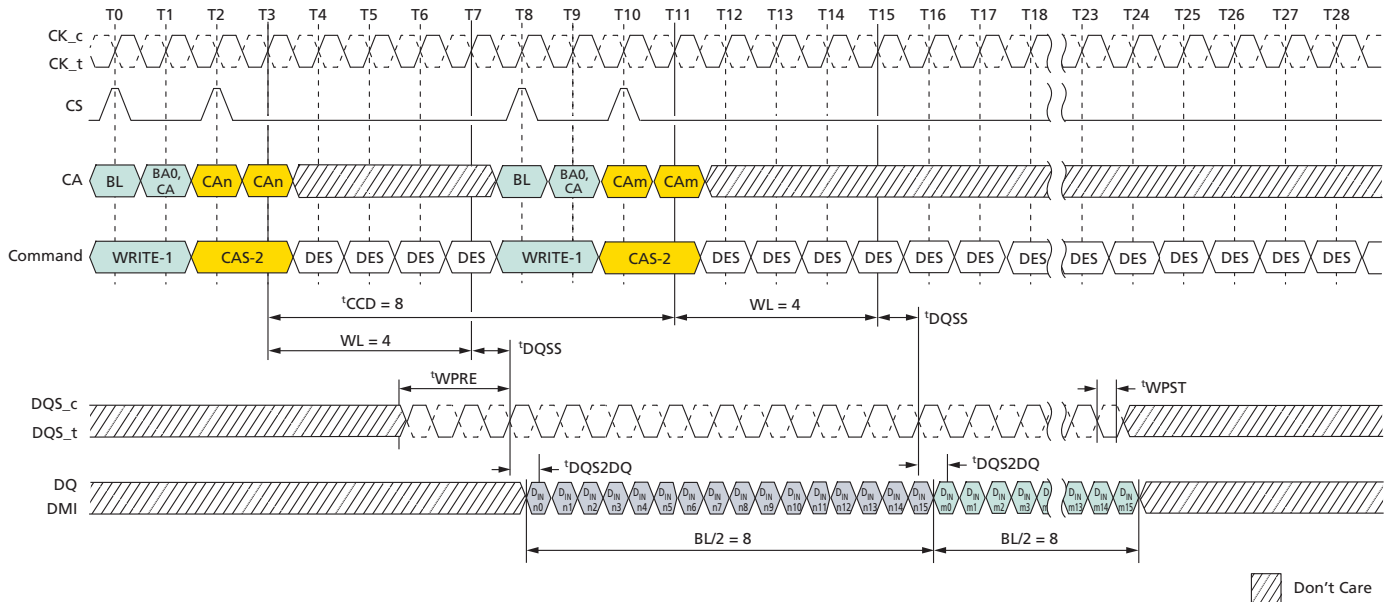 T0 T1 T2 T3 T4 T5 T6 T7 T8 T9 T10 T11 T12 T13 T14 T15 T16 T17 T18 T23 T24 T25 T26 T27 T28
CK_c
CK_t
CS
CA BL BA0, CA CAn CAn BL BA0, CA CAm CAm
Command WRITE-1 CAS-2 DES DES DES DES WRITE-1 CAS-2 DES DES DES DES DES DES DES DES DES DES DES DES DES DES
tCCD = 8 WL = 4 tDQSS
WL = 4 tDQSS
tWPRE tWPST
DQS_c
DQS_t
tDQS2DQ tDQS2DQ
DQ DIN n0 DIN n1 DIN n2 DIN n3 DIN n4 DIN n5 DIN n6 DIN n7 DIN n8 DIN n9 DIN n10 DIN n11 DIN n12 DIN n13 DIN n14 DIN n15 DIN m0 DIN m1 DIN m2 DIN m3 DIN m13 DIN m14 DIN m15
DMI
BL/2 = 8 BL/2 = 8
Don't Care